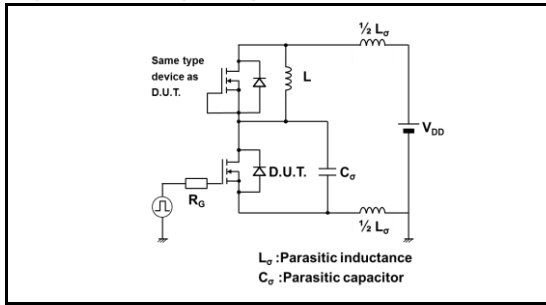 ½ Lσ
Same type
device as
D.U.T.
L
VDD
D.U.T.
Cσ
RG
½ Lσ
Lσ :Parasitic inductance
Cσ :Parasitic capacitor